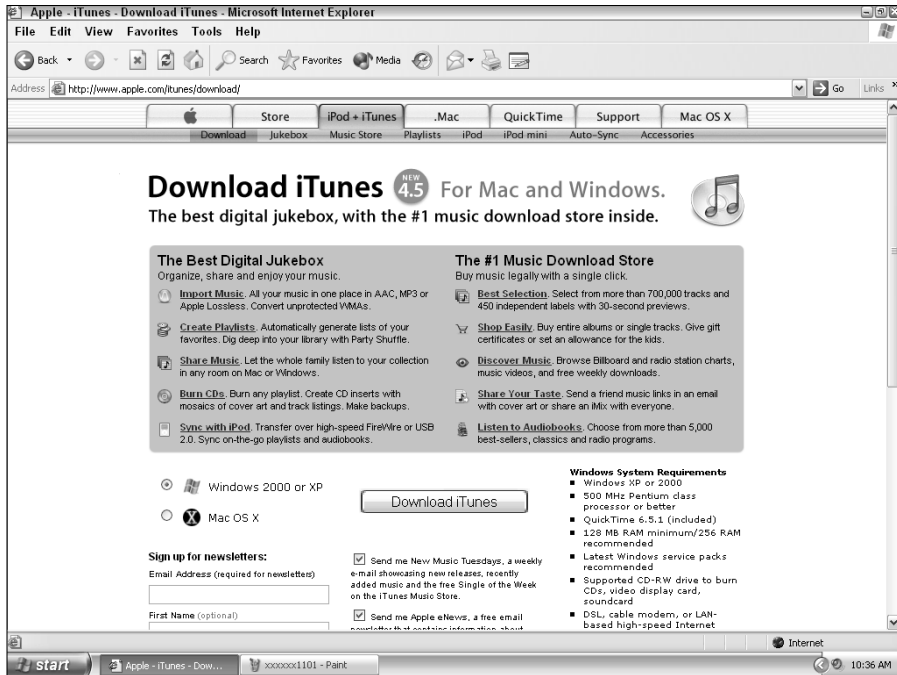 Apple - iTunes - Download iTunes - Microsoft Internet Explorer
File Edit View Favorites Tools Help
Back Search Favorites Media
Address http://www.apple.com/itunes/download/ Go Links »
Store iPod + iTunes .Mac QuickTime Support Mac OS X
Download Jukebox Music Store Playlists iPod iPod mini Auto-Sync Accessories
Download iTunes NEW 4.5 For Mac and Windows.
The best digital jukebox, with the #1 music download store inside.
The Best Digital Jukebox
Organize, share and enjoy your music.
Import Music. All your music in one place in AAC, MP3 or
Apple Lossless. Convert unprotected WMAs.
Create Playlists. Automatically generate lists of your
favorites. Dig deep into your library with Party Shuffle.
Share Music. Let the whole family listen to your collection
in any room on Mac or Windows.
Burn CDs. Burn any playlist. Create CD inserts with
mosaics of cover art and track listings. Make backups.
Sync with iPod. Transfer over high-speed FireWire or USB
2.0. Sync on-the-go playlists and audiobooks.
The #1 Music Download Store
Buy music legally with a single click.
Best Selection. Select from more than 700,000 tracks and
450 independent labels with 30-second previews.
Shop Easily. Buy entire albums or single tracks. Give gift
certificates or set an allowance for the kids.
Discover Music. Browse Billboard and radio station charts,
music videos, and free weekly downloads.
Share Your Taste. Send a friend music links in an email
with cover art or share an iMix with everyone.
Listen to Audiobooks. Choose from more than 5,000
best-sellers, classics and radio programs.
Windows 2000 or XP
Mac OS X
Download iTunes
Sign up for newsletters:
Email Address (required for newsletters)
First Name (optional)
Send me New Music Tuesdays, a weekly
e-mail showcasing new releases, recently
added music and the free Single of the Week
on the iTunes Music Store.
Send me Apple eNews, a free email
newsletter that contains information about
Windows System Requirements
Windows XP or 2000
500 MHz Pentium class
processor or better
QuickTime 6.5.1 (included)
128 MB RAM minimum/256 RAM
recommended
Latest Windows service packs
recommended
Supported CD-RW drive to burn
CDs, video display card,
soundcard
DSL, cable modem, or LAN-
based high-speed Internet
Internet
start Apple - iTunes - Dow... xxxxxx1101 - Paint 10:36 AM